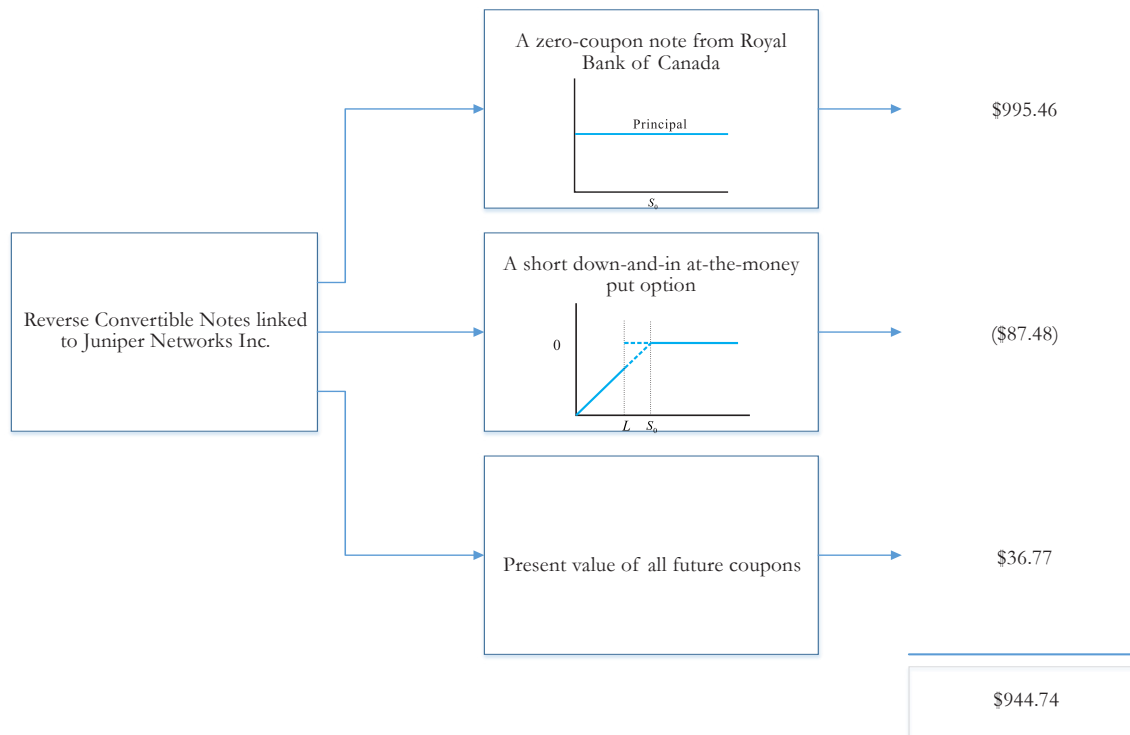 A zero-coupon note from Royal
Bank of Canada
Principal
S₀
$995.46
Reverse Convertible Notes linked
to Juniper Networks Inc.
A short down-and-in at-the-money
put option
0
L S₀
($87.48)
Present value of all future coupons
$36.77
$944.74